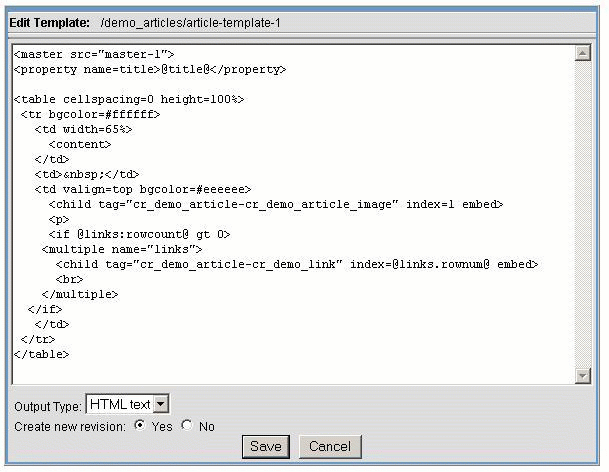 Edit Template: /demo_articles/article-template-1
<master src="master-1">
<property name=title>@title@</property>
<table cellspacing=0 height=100%>
<tr bgcolor=#ffffff>
<td width=65%>
<content>
</td>
<td>&nbsp;</td>
<td valign=top bgcolor=#eeeeee>
<child tag="cr_demo_article-cr_demo_article_image" index=1 embed>
<p>
<if @links:rowcount@ gt 0>
<multiple name="links">
<child tag="cr_demo_article-cr_demo_link" index=@links.rownum@ embed>
<br>
</multiple>
</if>
</td>
</tr>
</table>
Output Type: HTML text
Create new revision: Yes No
Save Cancel